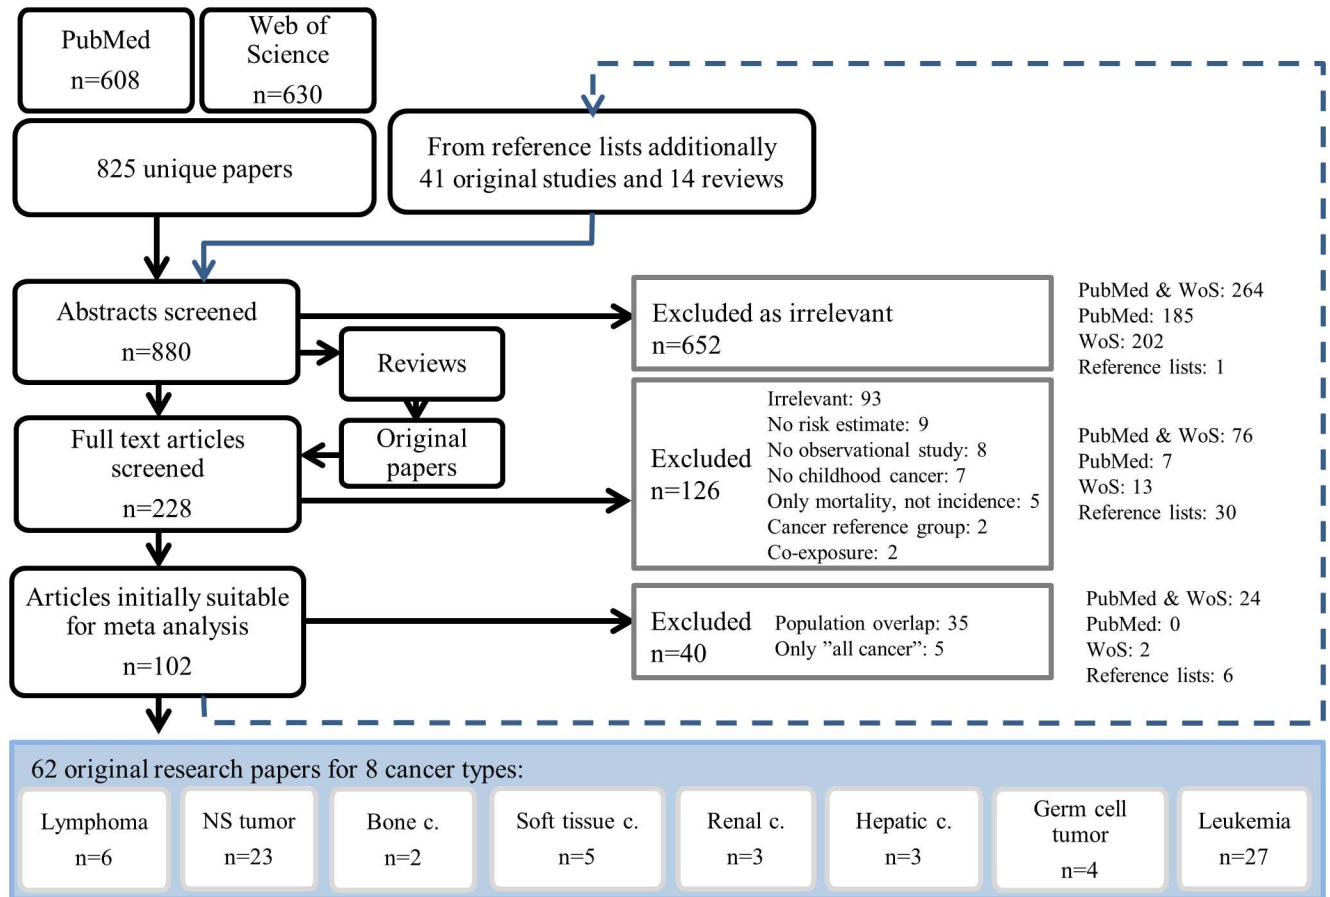 PubMed
n=608
Web of
Science
n=630
825 unique papers
From reference lists additionally
41 original studies and 14 reviews
Abstracts screened
n=880
Excluded as irrelevant
n=652
PubMed & WoS: 264
PubMed: 185
WoS: 202
Reference lists: 1
Reviews
Original
papers
Full text articles
screened
n=228
Excluded
n=126
Irrelevant: 93
No risk estimate: 9
No observational study: 8
No childhood cancer: 7
Only mortality, not incidence: 5
Cancer reference group: 2
Co-exposure: 2
PubMed & WoS: 76
PubMed: 7
WoS: 13
Reference lists: 30
Articles initially suitable
for meta analysis
n=102
Excluded
n=40
Population overlap: 35
Only ”all cancer”: 5
PubMed & WoS: 24
PubMed: 0
WoS: 2
Reference lists: 6
62 original research papers for 8 cancer types:
Lymphoma
n=6
NS tumor
n=23
Bone c.
n=2
Soft tissue c.
n=5
Renal c.
n=3
Hepatic c.
n=3
Germ cell
tumor
n=4
Leukemia
n=27